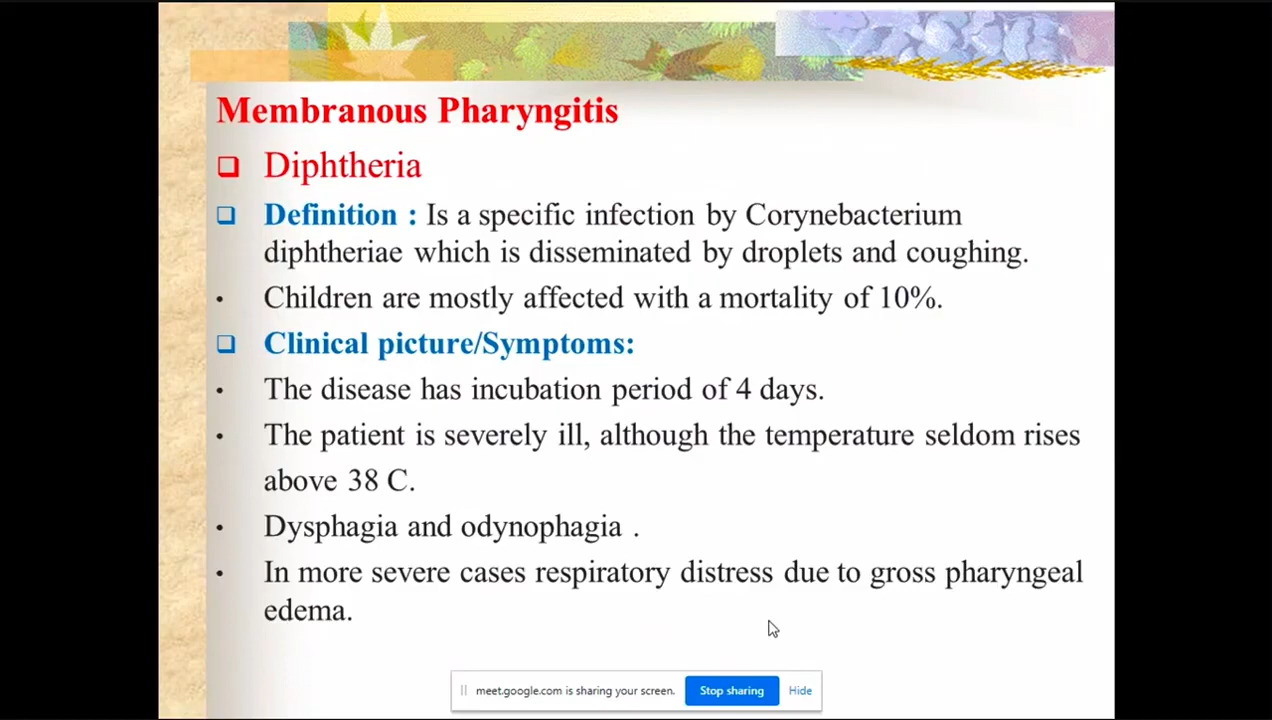 Membranous Pharyngitis
Diphtheria
Definition : Is a specific infection by Corynebacterium
diphtheriae which is disseminated by droplets and coughing.
• Children are mostly affected with a mortality of 10%.
Clinical picture/Symptoms:
• The disease has incubation period of 4 days.
• The patient is severely ill, although the temperature seldom rises
above 38 C.
• Dysphagia and odynophagia .
• In more severe cases respiratory distress due to gross pharyngeal
edema.
meet.google.com is sharing your screen. Stop sharing Hide